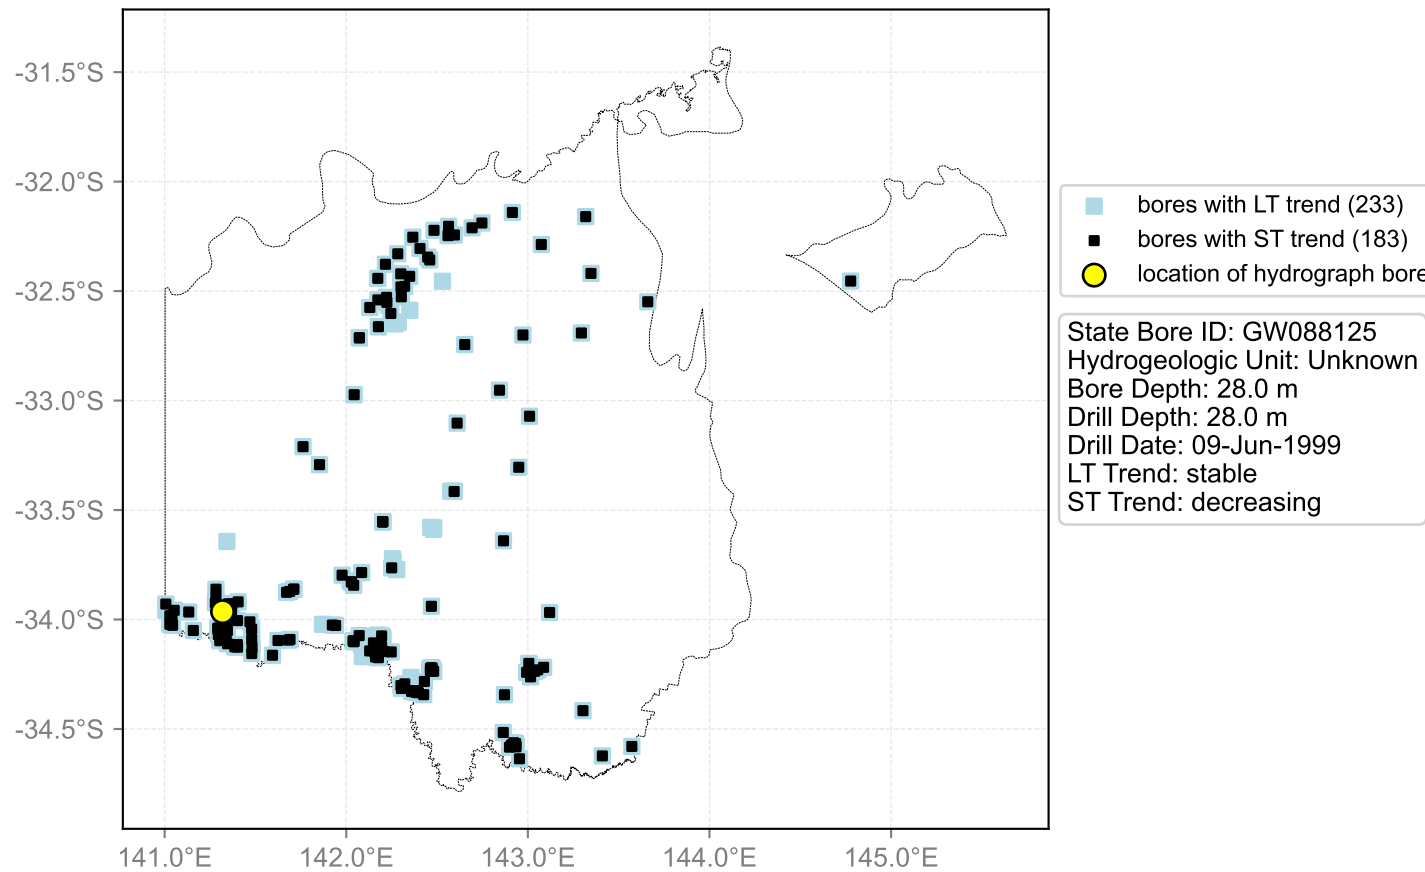 -31.5°S
-32.0°S
-32.5°S
-33.0°S
-33.5°S
-34.0°S
-34.5°S
141.0°E 142.0°E 143.0°E 144.0°E 145.0°E
bores with LT trend (233)
bores with ST trend (183)
location of hydrograph bore
State Bore ID: GW088125
Hydrogeologic Unit: Unknown
Bore Depth: 28.0 m
Drill Depth: 28.0 m
Drill Date: 09-Jun-1999
LT Trend: stable
ST Trend: decreasing